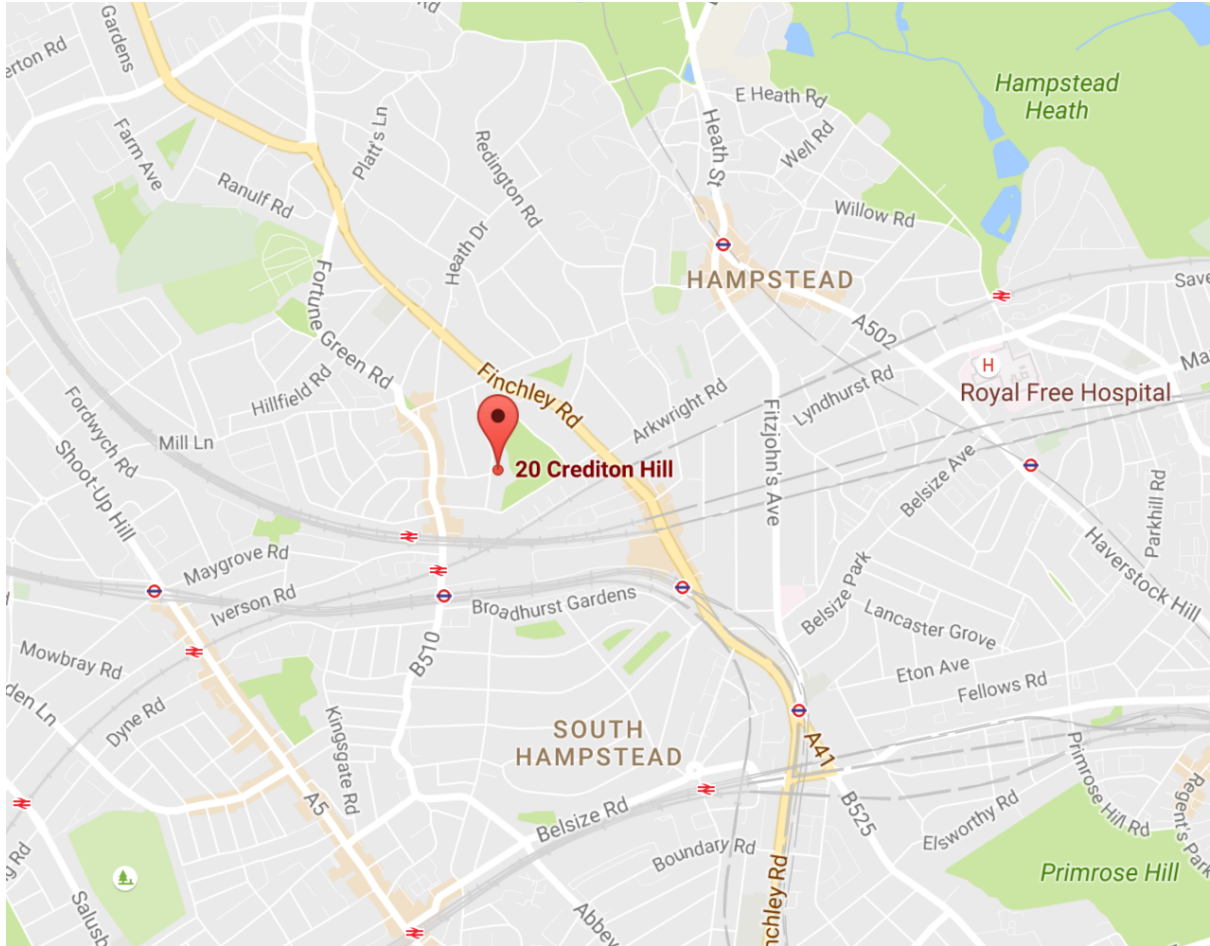 Gardens
erton Rd
Farm Ave
Platt's Ln
Ranulf Rd
Redington Rd
Heath Dr
Heath St
E Heath Rd
Well Rd
Willow Rd
Hampstead
Heath
HAMPSTEAD
A502
Save
Ma
H
Royal Free Hospital
Fortune Green Rd
Hillfield Rd
Fordwych Rd
Mill Ln
Shoot-Up Hill
Finchley Rd
20 Crediton Hill
Arkwright Rd
Lyndhurst Rd
Fitzjohn's Ave
Belsize Ave
Parkhill Rd
Haverstock Hill
Maygrove Rd
Iverson Rd
Broadhurst Gardens
Belsize Park
Lancaster Grove
Eton Ave
Fellows Rd
Mowbray Rd
den Ln
Dyne Rd
B510
Kingsgate Rd
SOUTH
HAMPSTEAD
A41
A5
Belsize Rd
Boundary Rd
B525
Elsworthy Rd
Primrose Hill Rd
Regent's Park
Primrose Hill
nchley Rd
Abbey
Salusb
g Rd